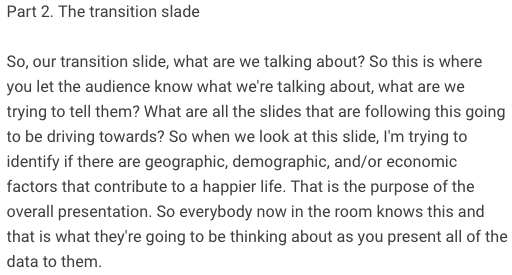 Part 2. The transition slade
So, our transition slide, what are we talking about? So this is where
you let the audience know what we're talking about, what are we
trying to tell them? What are all the slides that are following this going
to be driving towards? So when we look at this slide, I'm trying to
identify if there are geographic, demographic, and/or economic
factors that contribute to a happier life. That is the purpose of the
overall presentation. So everybody now in the room knows this and
that is what they're going to be thinking about as you present all of the
data to them.